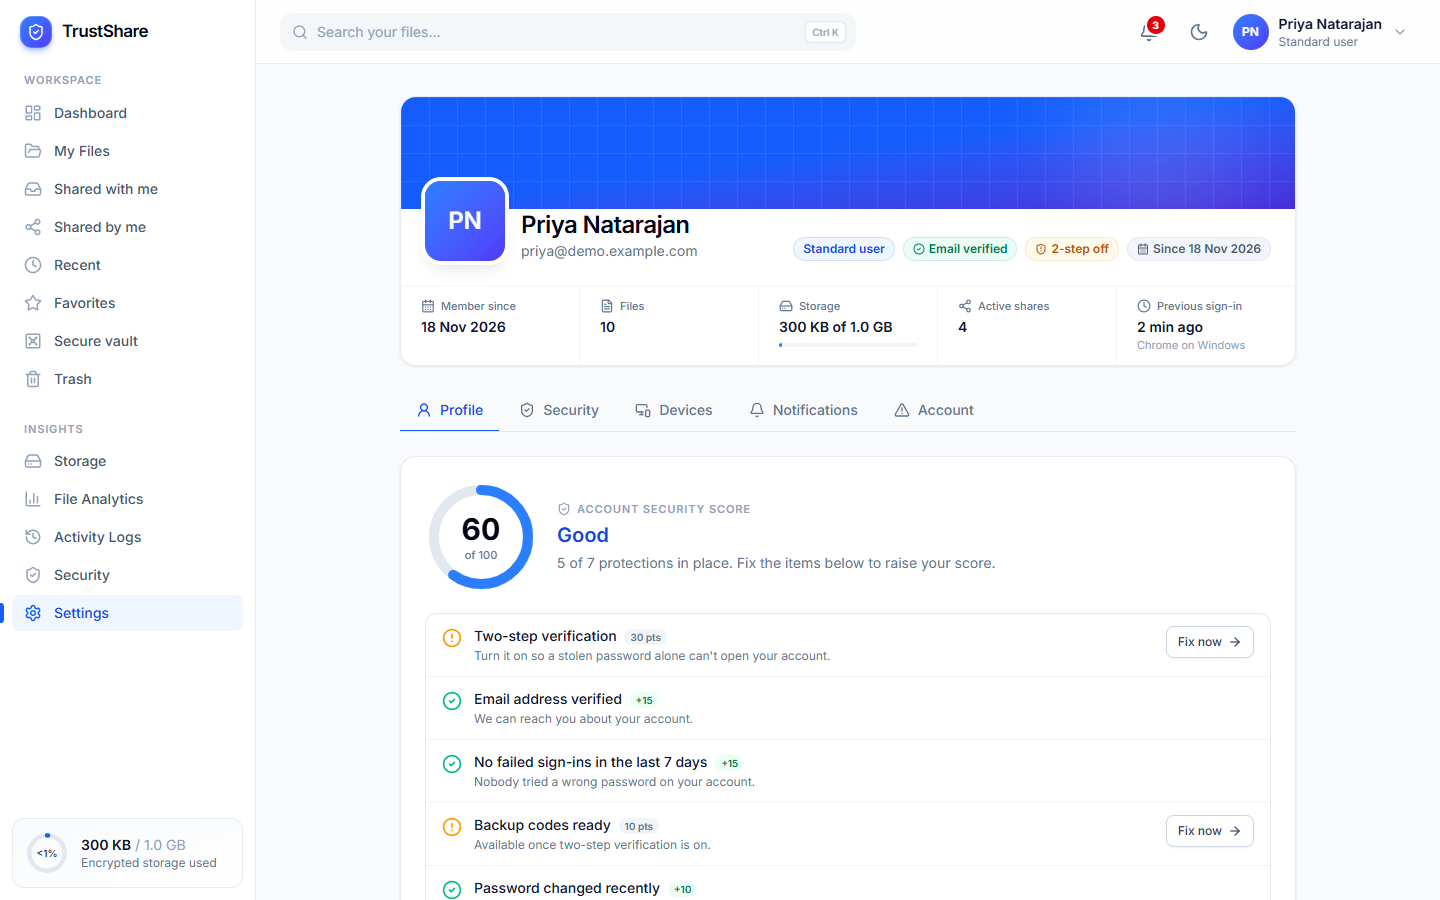 TrustShare
Search your files...
Ctrl K
3
PN
Priya Natarajan
Standard user
WORKSPACE
Dashboard
My Files
Shared with me
Shared by me
Recent
Favorites
Secure vault
Trash
INSIGHTS
Storage
File Analytics
Activity Logs
Security
Settings
<1%
300 KB / 1.0 GB
Encrypted storage used
PN
Priya Natarajan
priya@demo.example.com
Standard user
Email verified
2-step off
Since 18 Nov 2026
Member since
18 Nov 2026
Files
10
Storage
300 KB of 1.0 GB
Active shares
4
Previous sign-in
2 min ago
Chrome on Windows
Profile
Security
Devices
Notifications
Account
60
of 100
ACCOUNT SECURITY SCORE
Good
5 of 7 protections in place. Fix the items below to raise your score.
Two-step verification 30 pts
Turn it on so a stolen password alone can't open your account.
Fix now
Email address verified +15
We can reach you about your account.
No failed sign-ins in the last 7 days +15
Nobody tried a wrong password on your account.
Backup codes ready 10 pts
Available once two-step verification is on.
Fix now
Password changed recently +10